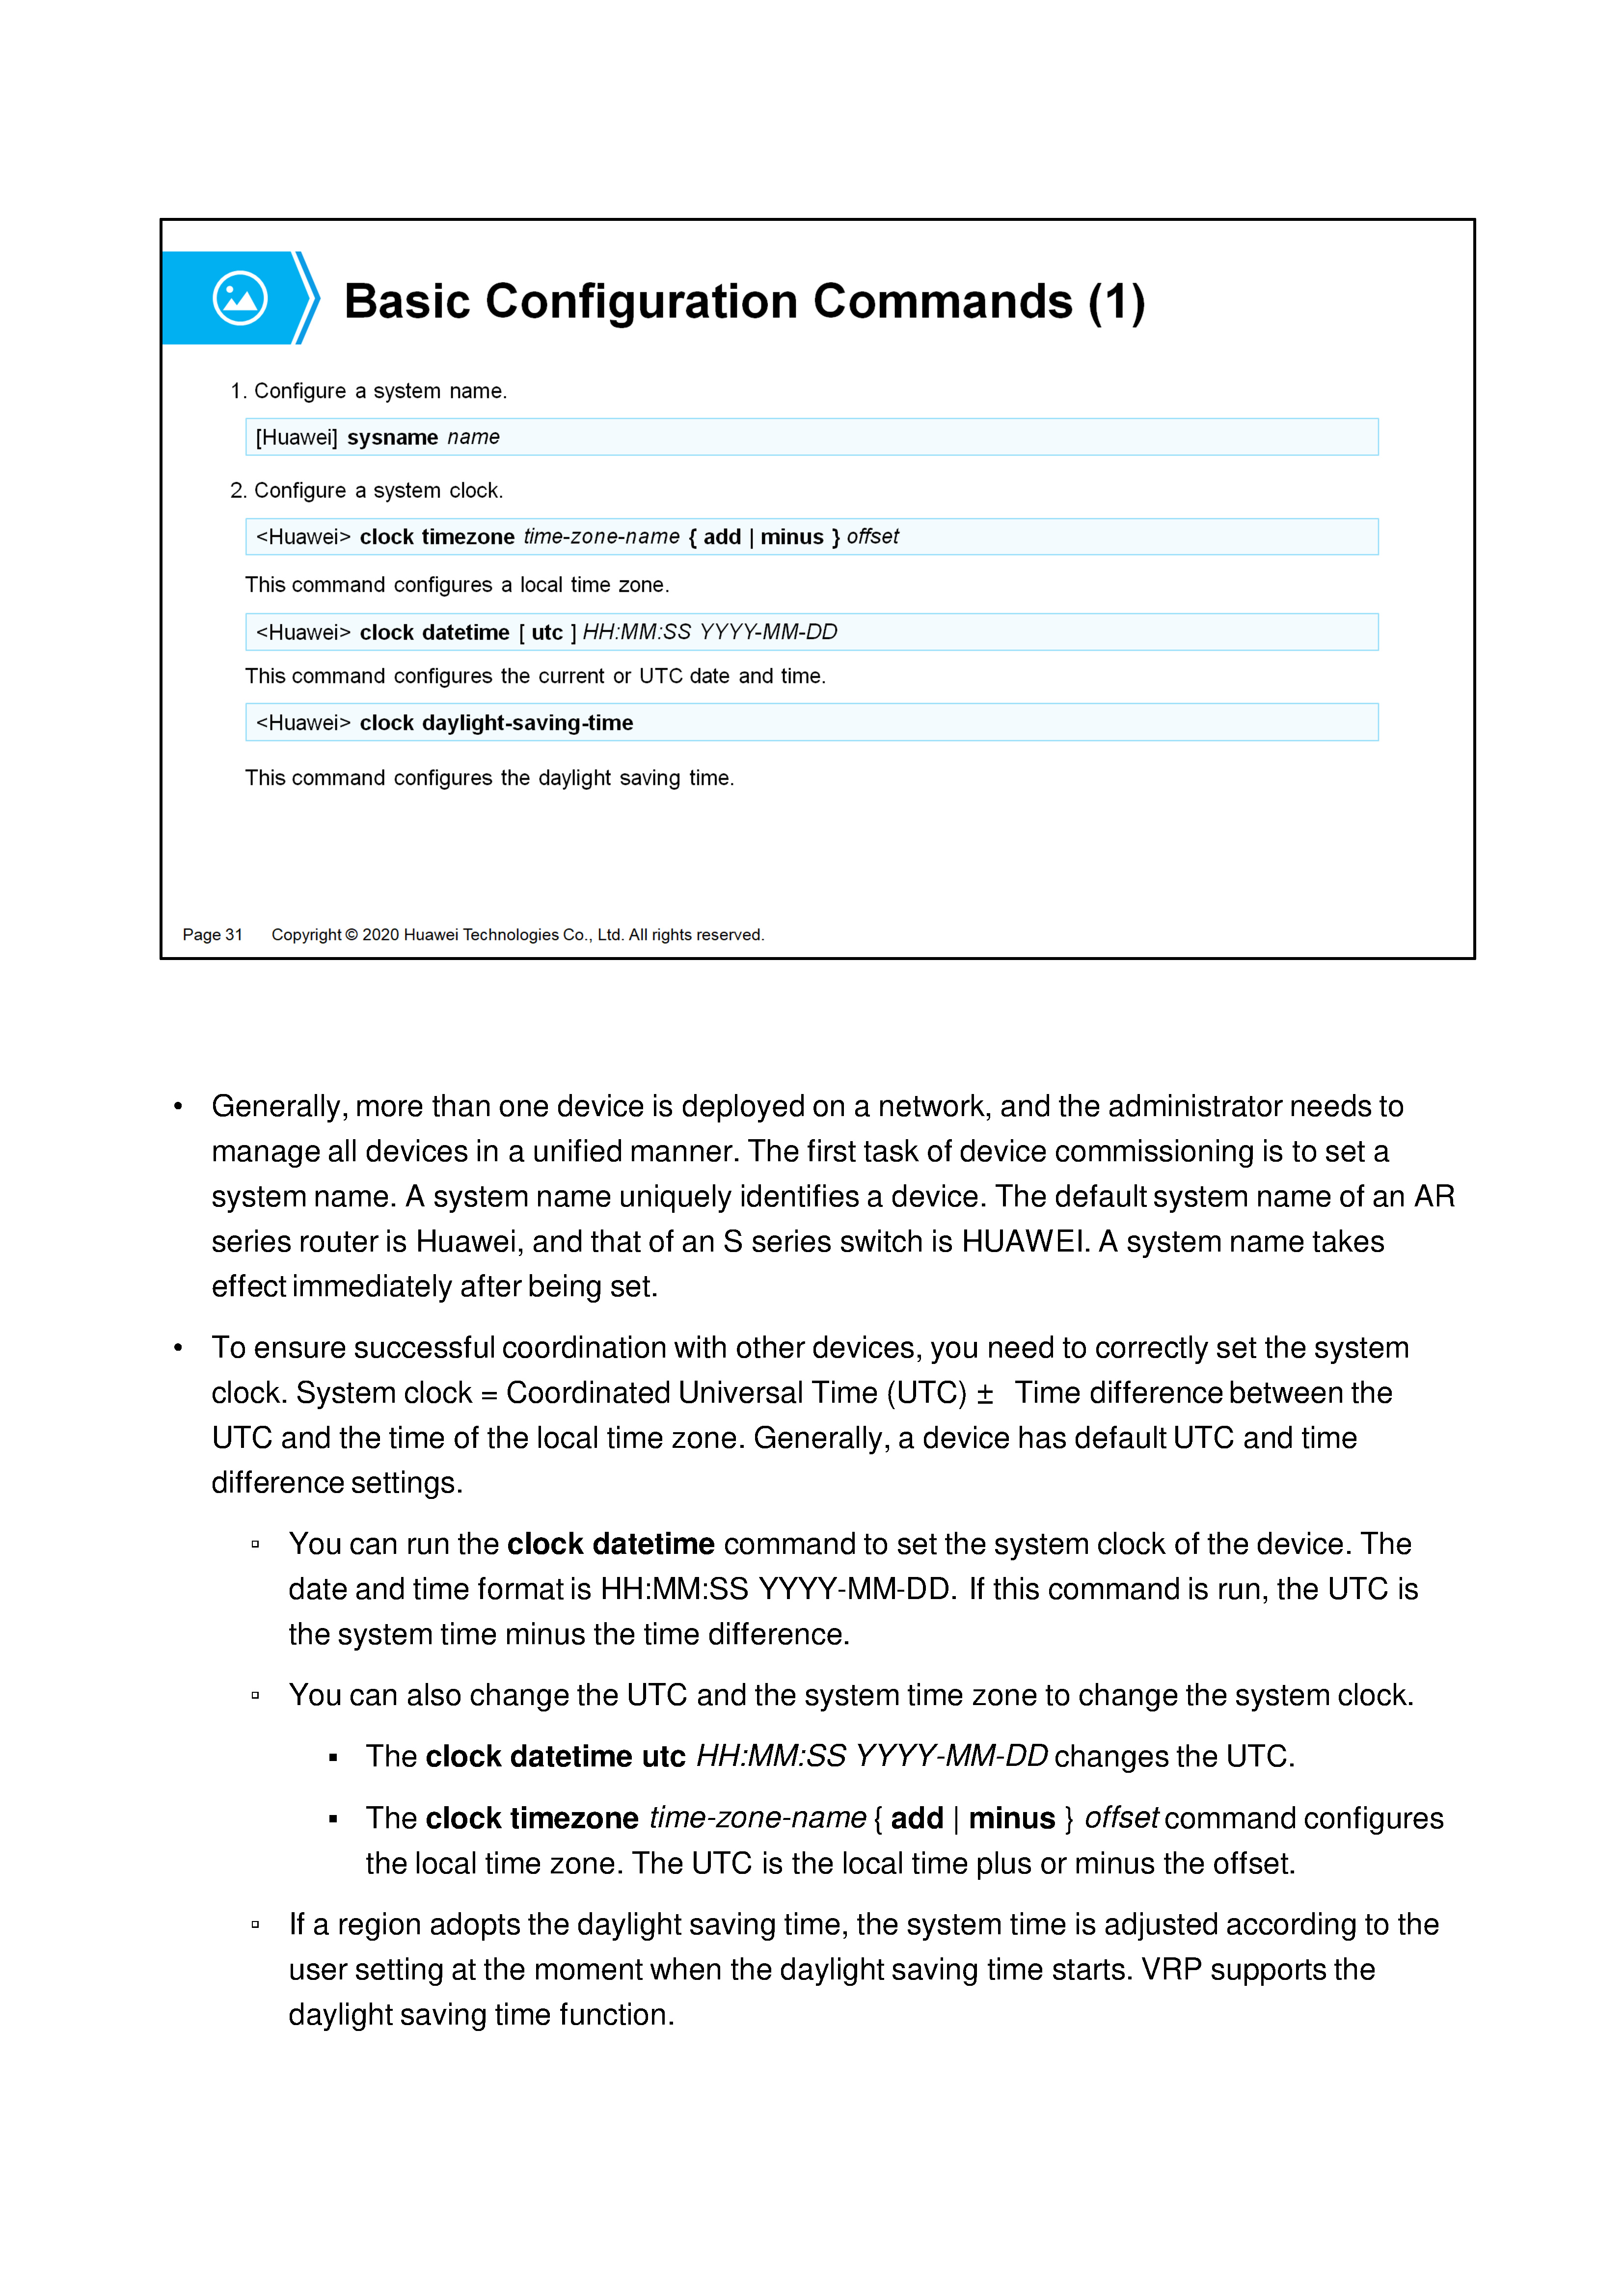 Basic Configuration Commands (1)
1. Configure a system name.
[Huawei] sysname name
2. Configure a system clock.
<Huawei> clock timezone time-zone-name { add | minus } offset
This command configures a local time zone.
<Huawei> clock datetime [ utc ] HH:MM:SS YYYY-MM-DD
This command configures the current or UTC date and time.
<Huawei> clock daylight-saving-time
This command configures the daylight saving time.
Page 31 Copyright © 2020 Huawei Technologies Co., Ltd. All rights reserved.
• Generally, more than one device is deployed on a network, and the administrator needs to
manage all devices in a unified manner. The first task of device commissioning is to set a
system name. A system name uniquely identifies a device. The default system name of an AR
series router is Huawei, and that of an S series switch is HUAWEI. A system name takes
effect immediately after being set.
• To ensure successful coordination with other devices, you need to correctly set the system
clock. System clock = Coordinated Universal Time (UTC) ± Time difference between the
UTC and the time of the local time zone. Generally, a device has default UTC and time
difference settings.
▫ You can run the clock datetime command to set the system clock of the device. The
date and time format is HH:MM:SS YYYY-MM-DD. If this command is run, the UTC is
the system time minus the time difference.
▫ You can also change the UTC and the system time zone to change the system clock.
▪ The clock datetime utc HH:MM:SS YYYY-MM-DD changes the UTC.
▪ The clock timezone time-zone-name { add | minus } offset command configures
the local time zone. The UTC is the local time plus or minus the offset.
▫ If a region adopts the daylight saving time, the system time is adjusted according to the
user setting at the moment when the daylight saving time starts. VRP supports the
daylight saving time function.